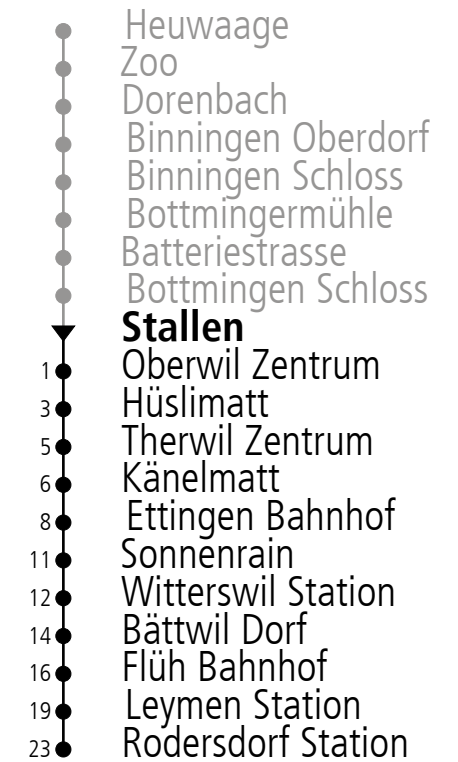 Heuwaage
Zoo
Dorenbach
Binningen Oberdorf
Binningen Schloss
Bottmingermühle
Batteriestrasse
Bottmingen Schloss
Stallen
1 Oberwil Zentrum
3 Hüslimatt
5 Therwil Zentrum
6 Känelmatt
8 Ettingen Bahnhof
11 Sonnenrain
12 Witterswil Station
14 Bättwil Dorf
16 Flüh Bahnhof
19 Leymen Station
23 Rodersdorf Station